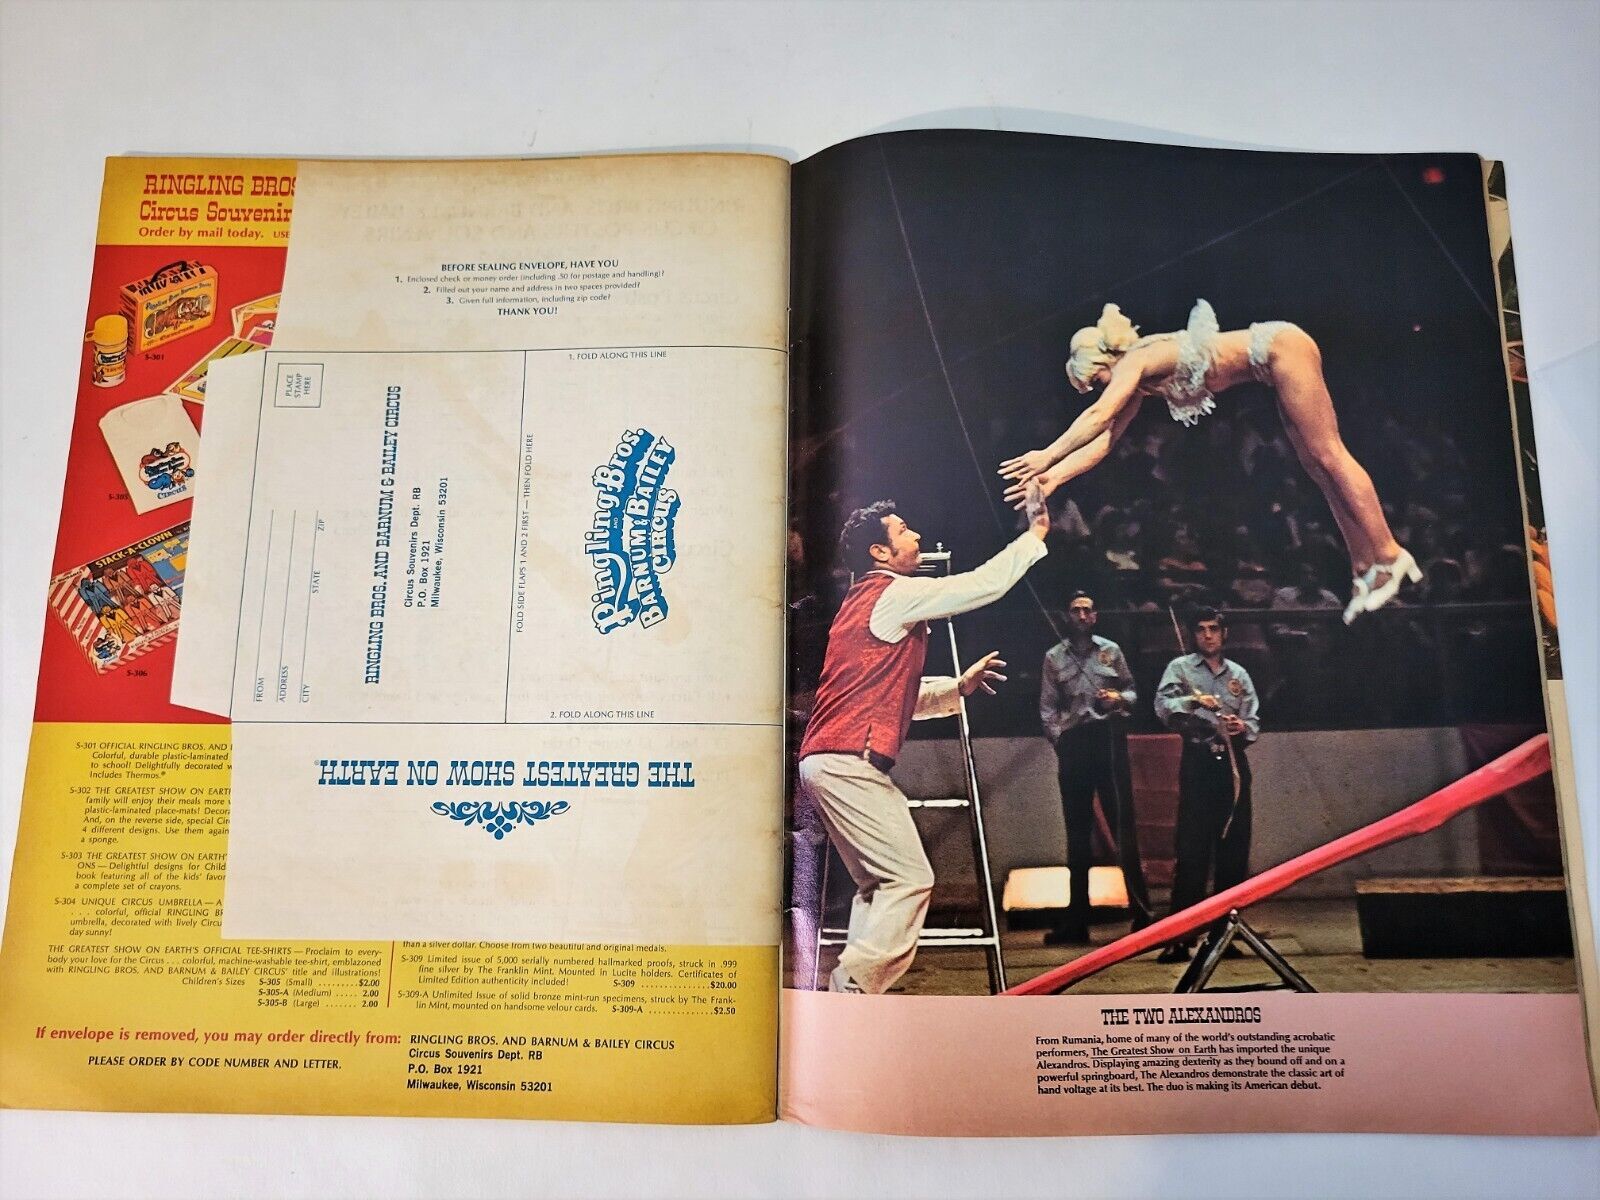 RINGLING BROS
Circus Souvenir
Order by mail today. USE
S-301
S-305
CIRCUS
STACK-A-CLOWN
S-306
BEFORE SEALING ENVELOPE, HAVE YOU
1. Enclosed check or money order (including .50 for postage and handling)?
2. Filled out your name and address in two spaces provided?
3. Given full information, including zip code?
THANK YOU!
1. FOLD ALONG THIS LINE
PLACE
STAMP
HERE
FROM
ADDRESS
CITY
STATE
ZIP
RINGLING BROS. AND BARNUM & BAILEY CIRCUS
Circus Souvenirs Dept. RB
P.O. Box 1921
Milwaukee, Wisconsin 53201
FOLD SIDE FLAPS 1 AND 2 FIRST — THEN FOLD HERE
Ringling Bros.
AND
BARNUM & BAILEY
CIRCUS
2. FOLD ALONG THIS LINE
THE GREATEST SHOW ON EARTH®
S-301 OFFICIAL RINGLING BROS. AND
Colorful, durable plastic-laminated
to school! Delightfully decorated
Includes Thermos.®
S-302 THE GREATEST SHOW ON EARTH
family will enjoy their meals more
plastic-laminated place-mats! Decor
And, on the reverse side, special Cir
4 different designs. Use them again
a sponge.
S-303 THE GREATEST SHOW ON EARTH'
ONS — Delightful designs for Child
book featuring all of the kids' favor
a complete set of crayons.
S-304 UNIQUE CIRCUS UMBRELLA — A
. . . colorful, official RINGLING BR
umbrella, decorated with lively Circu
day sunny!
THE GREATEST SHOW ON EARTH'S OFFICIAL TEE-SHIRTS — Proclaim to every-
body your love for the Circus . . . colorful, machine-washable tee-shirt, emblazoned
with RINGLING BROS. AND BARNUM & BAILEY CIRCUS' title and illustrations!
Children's Sizes S-305 (Small) ......... $2.00
S-305-A (Medium) ..... 2.00
S-305-B (Large) ....... 2.00
than a silver dollar. Choose from two beautiful and original medals.
S-309 Limited issue of 5,000 serially numbered hallmarked proofs, struck in .999
fine silver by The Franklin Mint. Mounted in Lucite holders. Certificates of
Limited Edition authenticity included! S-309 .............. $20.00
S-309-A Unlimited Issue of solid bronze mint-run specimens, struck by The Frank-
lin Mint, mounted on handsome velour cards. S-309-A .............. $2.50
If envelope is removed, you may order directly from:
PLEASE ORDER BY CODE NUMBER AND LETTER.
RINGLING BROS. AND BARNUM & BAILEY CIRCUS
Circus Souvenirs Dept. RB
P.O. Box 1921
Milwaukee, Wisconsin 53201
THE TWO ALEXANDROS
From Rumania, home of many of the world's outstanding acrobatic
performers, The Greatest Show on Earth has imported the unique
Alexandros. Displaying amazing dexterity as they bound off and on a
powerful springboard, The Alexandros demonstrate the classic art of
hand voltage at its best. The duo is making its American debut.